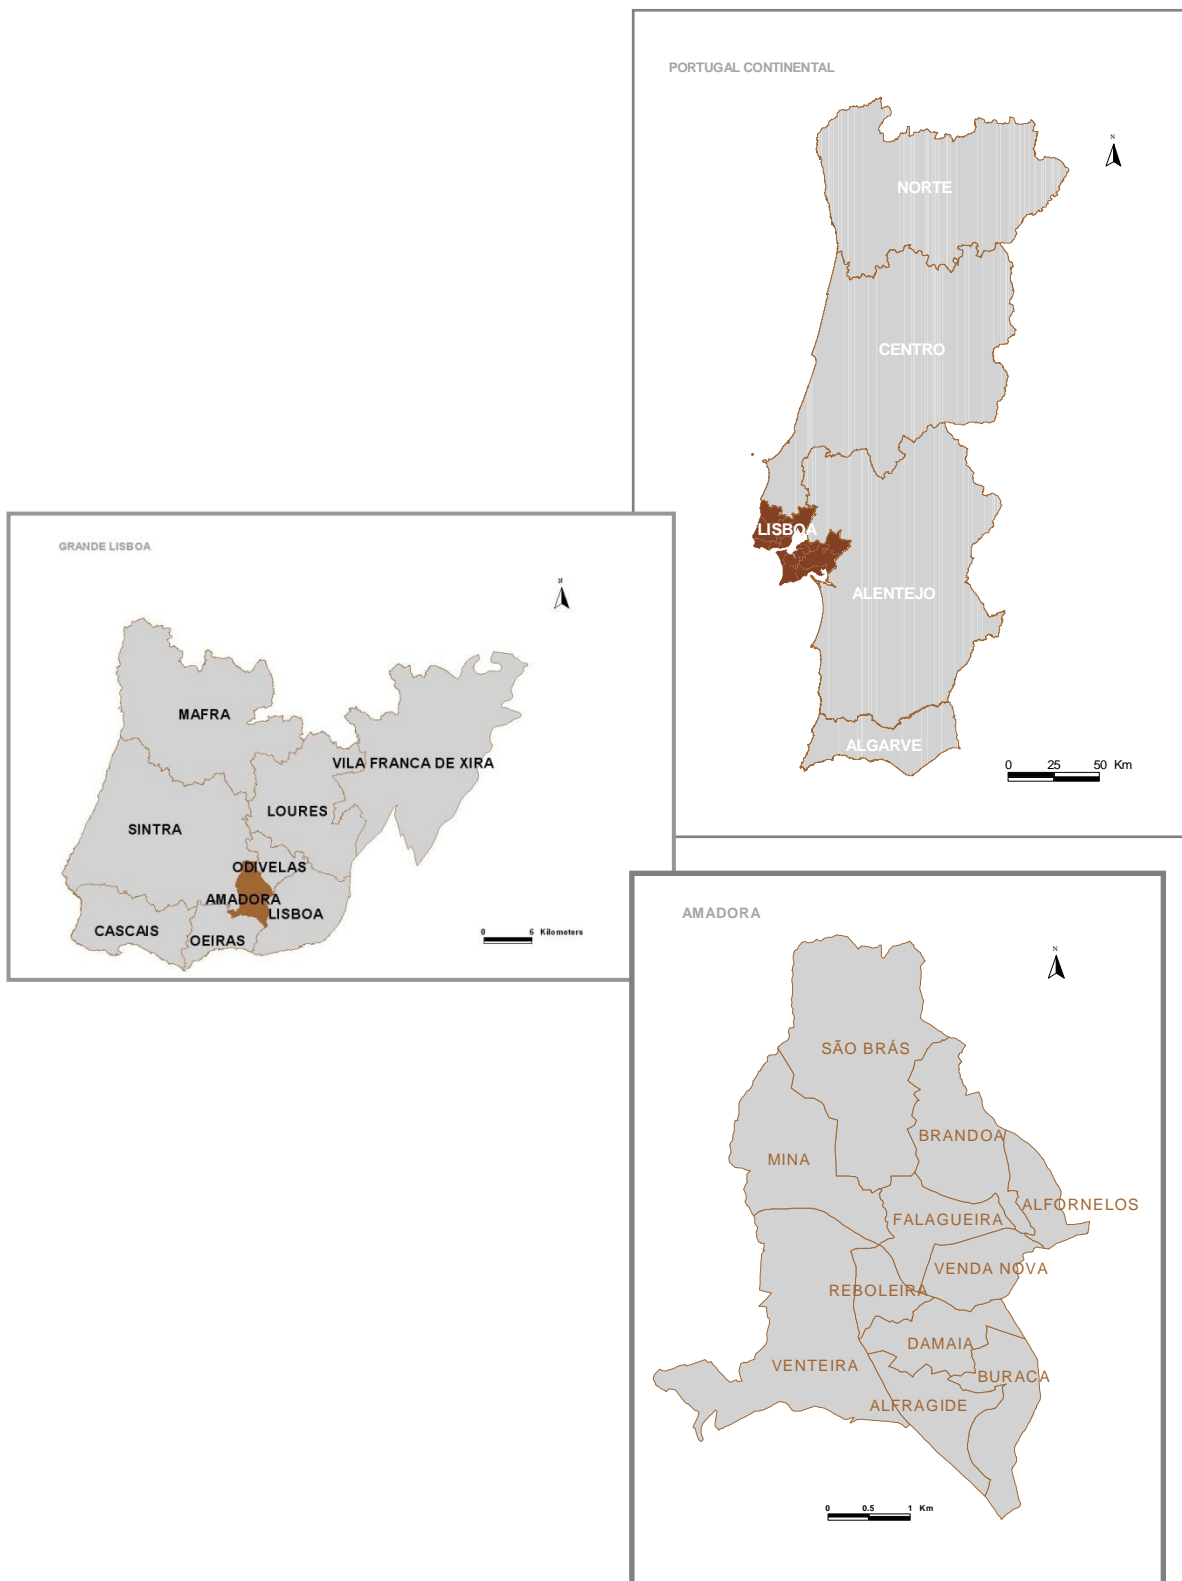 PORTUGAL CONTINENTAL
N
NORTE
CENTRO
LISBOA
ALENTEJO
ALGARVE
0 25 50 Km
GRANDE LISBOA
N
MAFRA
VILA FRANCA DE XIRA
LOURES
SINTRA
ODIVELAS
AMADORA
LISBOA
CASCAIS
OEIRAS
0 6 Kilometers
AMADORA
N
SÃO BRÁS
BRANDOA
MINA
ALFORNELOS
FALAGUEIRA
VENDA NOVA
REBOLEIRA
DAMAIA
VENTEIRA
BURACA
ALFRAGIDE
0 0.5 1 Km